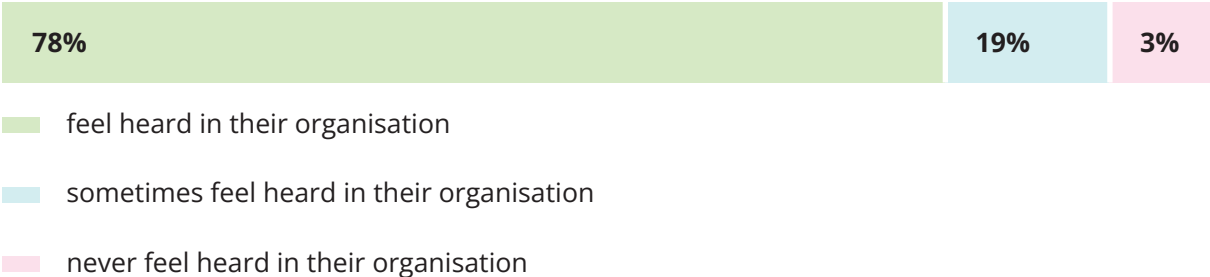 78% 19% 3%
feel heard in their organisation
sometimes feel heard in their organisation
never feel heard in their organisation